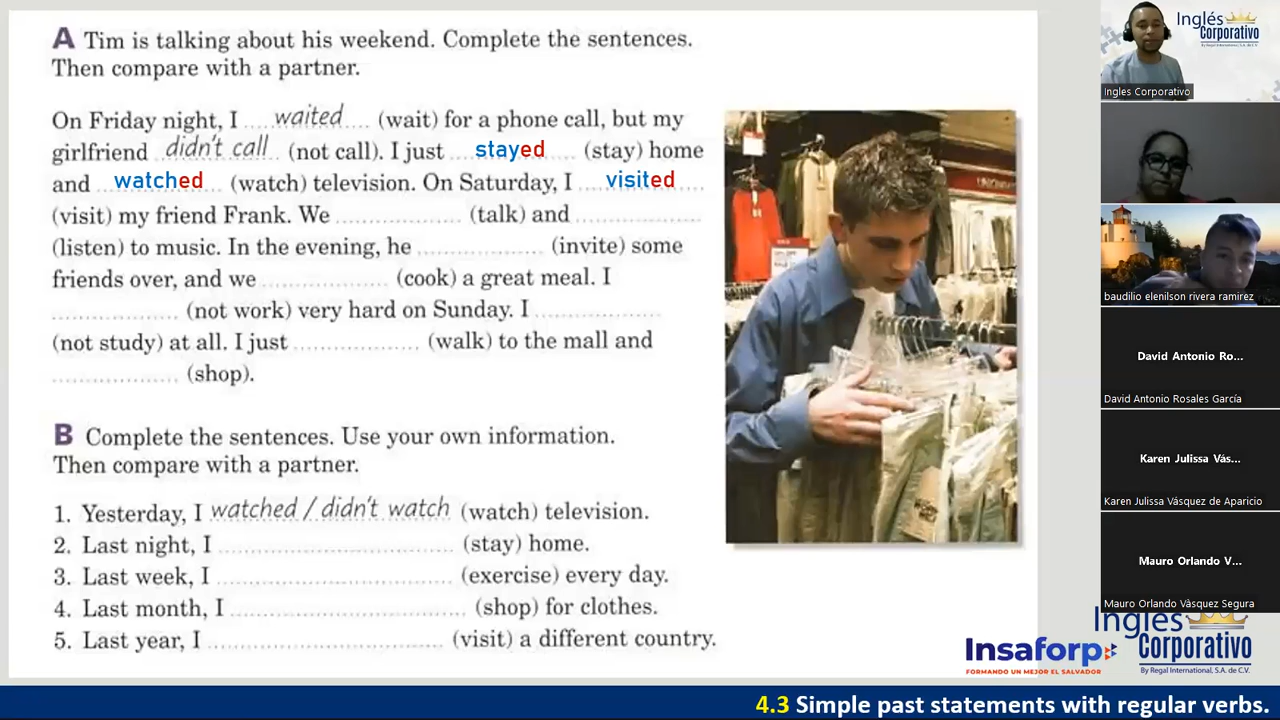 A Tim is talking about his weekend. Complete the sentences.
Then compare with a partner.
On Friday night, I waited (wait) for a phone call, but my
girlfriend didn't call (not call). I just stayed (stay) home
and watched (watch) television. On Saturday, I visited
(visit) my friend Frank. We (talk) and
(listen) to music. In the evening, he (invite) some
friends over, and we (cook) a great meal. I
(not work) very hard on Sunday. I
(not study) at all. I just (walk) to the mall and
(shop).
B Complete the sentences. Use your own information.
Then compare with a partner.
1. Yesterday, I watched / didn't watch (watch) television.
2. Last night, I (stay) home.
3. Last week, I (exercise) every day.
4. Last month, I (shop) for clothes.
5. Last year, I (visit) a different country.
Insaforp
FORMANDO UN MEJOR EL SALVADOR
Inglés
Corporativo
By Regal International, S.A. de C.V.
4.3 Simple past statements with regular verbs.
Inglés
Corporativo
By Regal International, S.A. de C.V.
Ingles Corporativo
baudilio elenilson rivera ramirez
David Antonio Ro...
David Antonio Rosales García
Karen Julissa Vás...
Karen Julissa Vásquez de Aparicio
Mauro Orlando V...
Mauro Orlando Vàsquez Segura